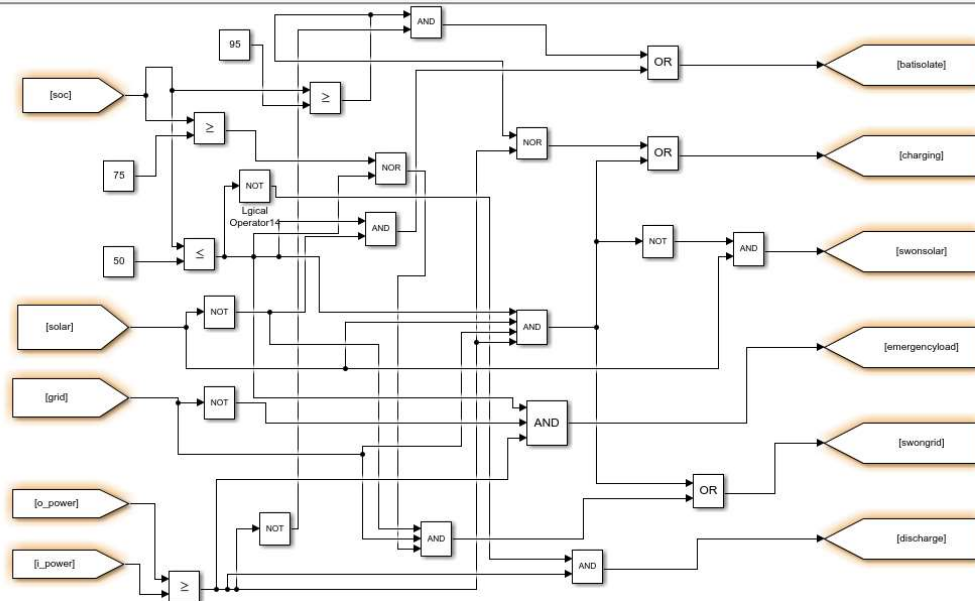 AND
95
OR
[batisolate]
[soc]
≥
≥
NOR
OR
[charging]
75
NOR
NOT
Lgical
Operator14
AND
NOT
AND
[swonsolar]
50
≤
[solar]
NOT
AND
[emergencyload]
[grid]
NOT
AND
[swongrid]
OR
[o_power]
NOT
AND
[discharge]
[i_power]
≥
AND